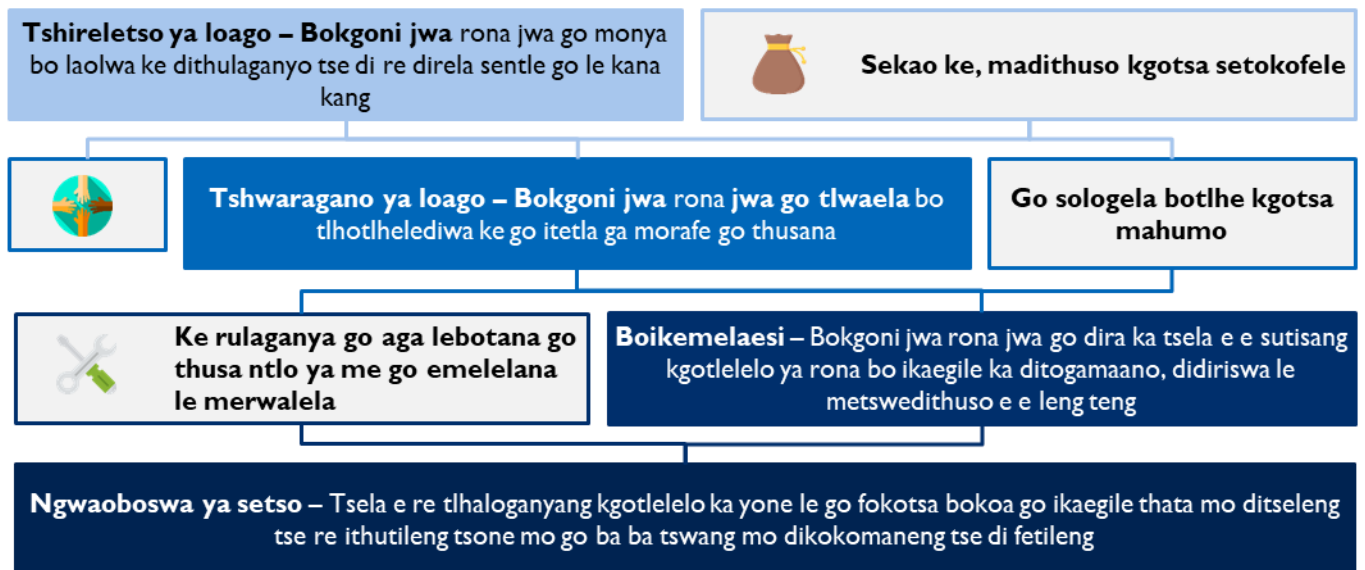 Tshireletso ya loago – Bokgoni jwa rona jwa go monya
bo laolwa ke dithulaganyo tse di re direla sentle go le kana
kang
Sekao ke, madithuso kgotsa setokofele
Tshwaragano ya loago – Bokgoni jwa rona jwa go tlwaela bo
tlhotlhelediwa ke go itetla ga morafe go thusana
Go sologela botlhe kgotsa
mahumo
Ke rulaganya go aga lebotana go
thusa ntlo ya me go emelelana
le merwalela
Boikemelaesi – Bokgoni jwa rona jwa go dira ka tsela e e sutisang
kgotlelelo ya rona bo ikaegile ka ditogamaano, didiriswa le
metswedithuso e e leng teng
Ngwaoboswa ya setso – Tsela e re tlhaloganyang kgotlelelo ka yone le go fokotsa bokoa go ikaegile thata mo ditseleng
tse re ithutileng tsone mo go ba ba tswang mo dikokomaneng tse di fetileng